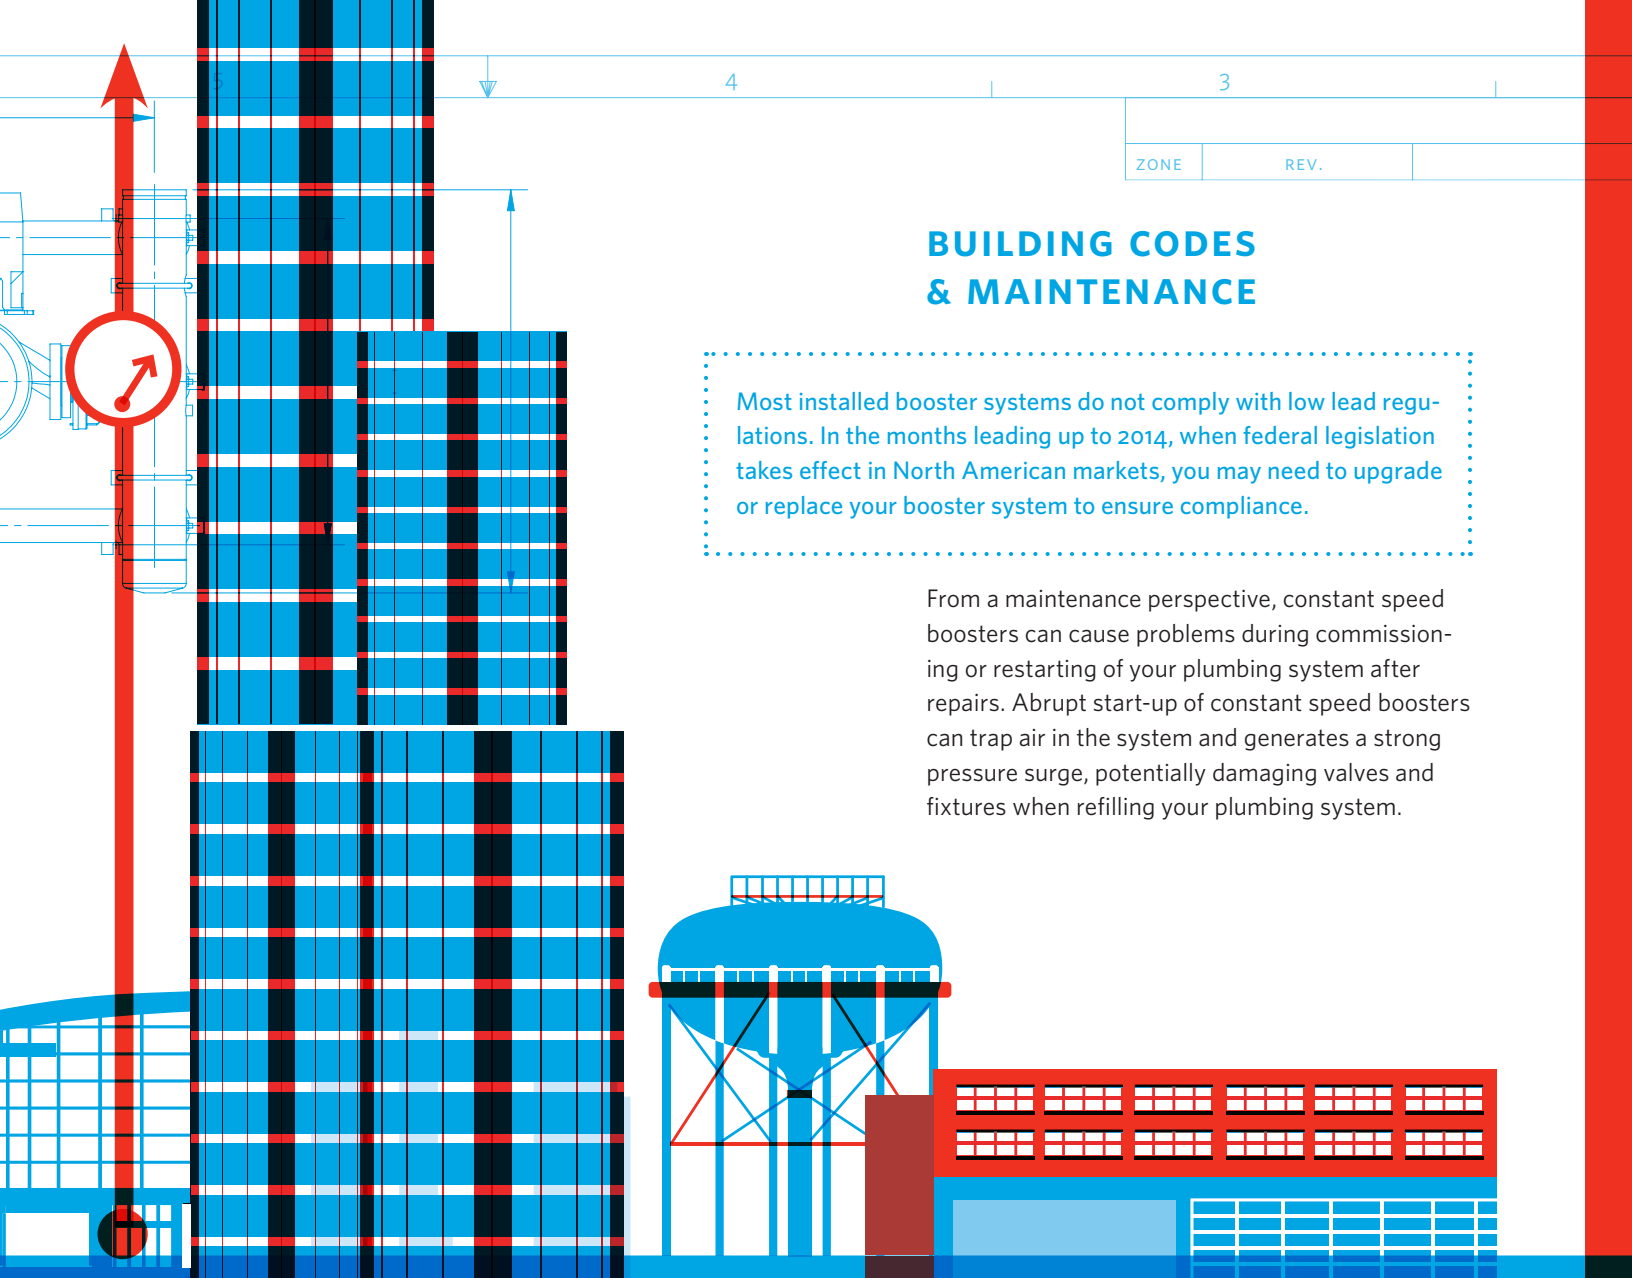 5 4 3
ZONE REV.
BUILDING CODES
& MAINTENANCE
Most installed booster systems do not comply with low lead regu-
lations. In the months leading up to 2014, when federal legislation
takes effect in North American markets, you may need to upgrade
or replace your booster system to ensure compliance.
From a maintenance perspective, constant speed
boosters can cause problems during commission-
ing or restarting of your plumbing system after
repairs. Abrupt start-up of constant speed boosters
can trap air in the system and generates a strong
pressure surge, potentially damaging valves and
fixtures when refilling your plumbing system.